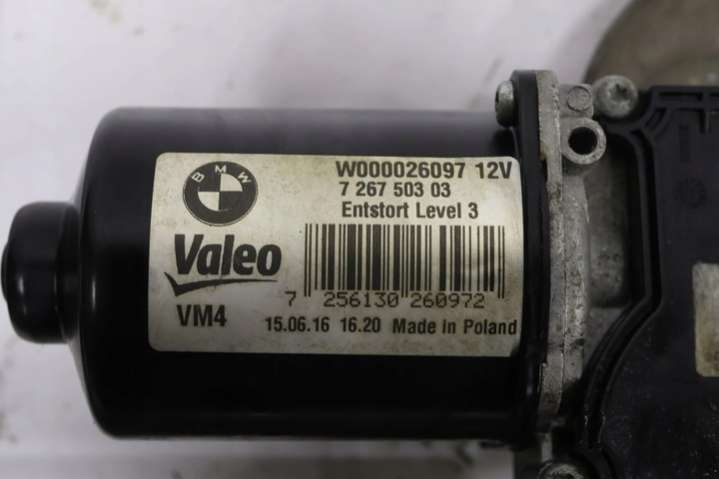 BMW
W000026097 12V
7 267 503 03
Entstort Level 3
Valeo
7 256130 260972
VM4
15.06.16 16.20 Made in Poland